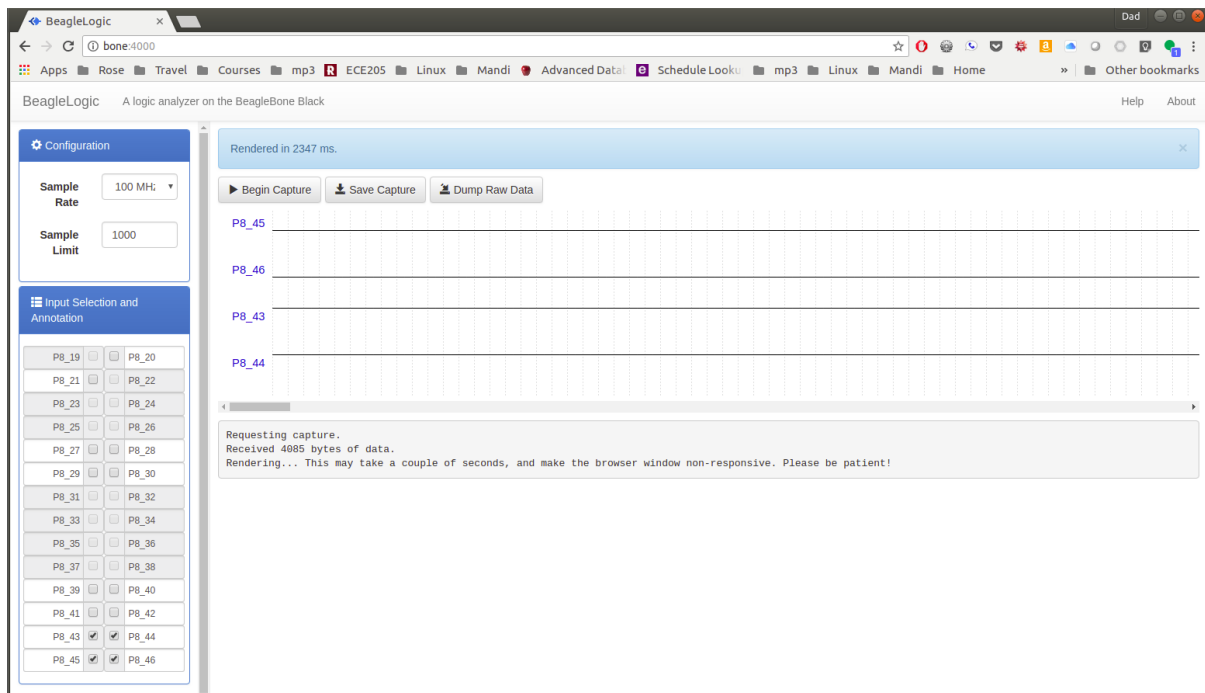 BeagleLogic ×
Dad
bone:4000
Apps Rose Travel Courses mp3 R ECE205 Linux Mandi Advanced Data Schedule Looku mp3 Linux Mandi Home » Other bookmarks
BeagleLogic A logic analyzer on the BeagleBone Black Help About
Configuration
Sample Rate
100 MHz
Sample Limit
1000
Input Selection and
Annotation
P8_19 P8_20
P8_21 P8_22
P8_23 P8_24
P8_25 P8_26
P8_27 P8_28
P8_29 P8_30
P8_31 P8_32
P8_33 P8_34
P8_35 P8_36
P8_37 P8_38
P8_39 P8_40
P8_41 P8_42
P8_43 P8_44
P8_45 P8_46
Rendered in 2347 ms. ×
Begin Capture Save Capture Dump Raw Data
P8_45
P8_46
P8_43
P8_44
Requesting capture.
Received 4085 bytes of data.
Rendering... This may take a couple of seconds, and make the browser window non-responsive. Please be patient!